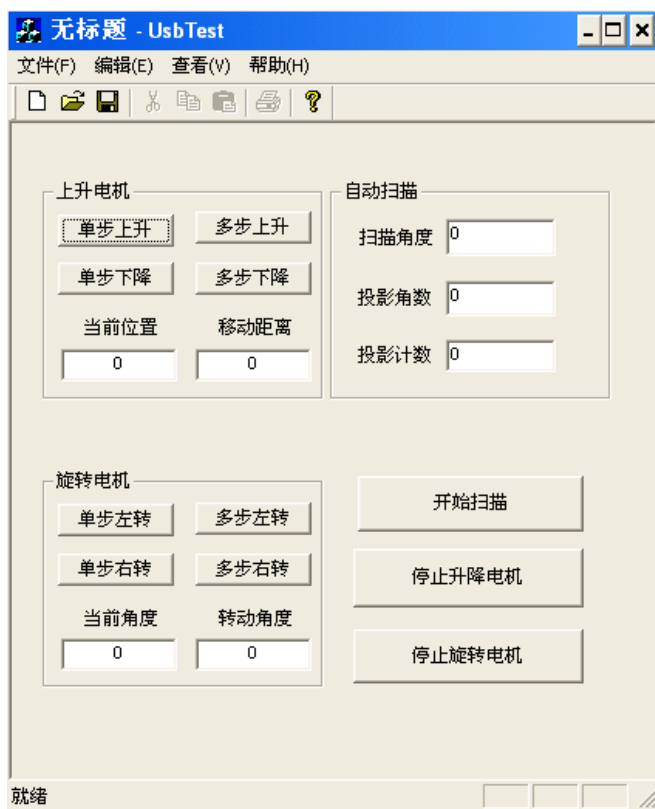 无标题 - UsbTest
文件(F) 编辑(E) 查看(V) 帮助(H)
上升电机
单步上升 多步上升
单步下降 多步下降
当前位置 移动距离
0 0
自动扫描
扫描角度 0
投影角数 0
投影计数 0
旋转电机
单步左转 多步左转
单步右转 多步右转
当前角度 转动角度
0 0
开始扫描
停止升降电机
停止旋转电机
就绪